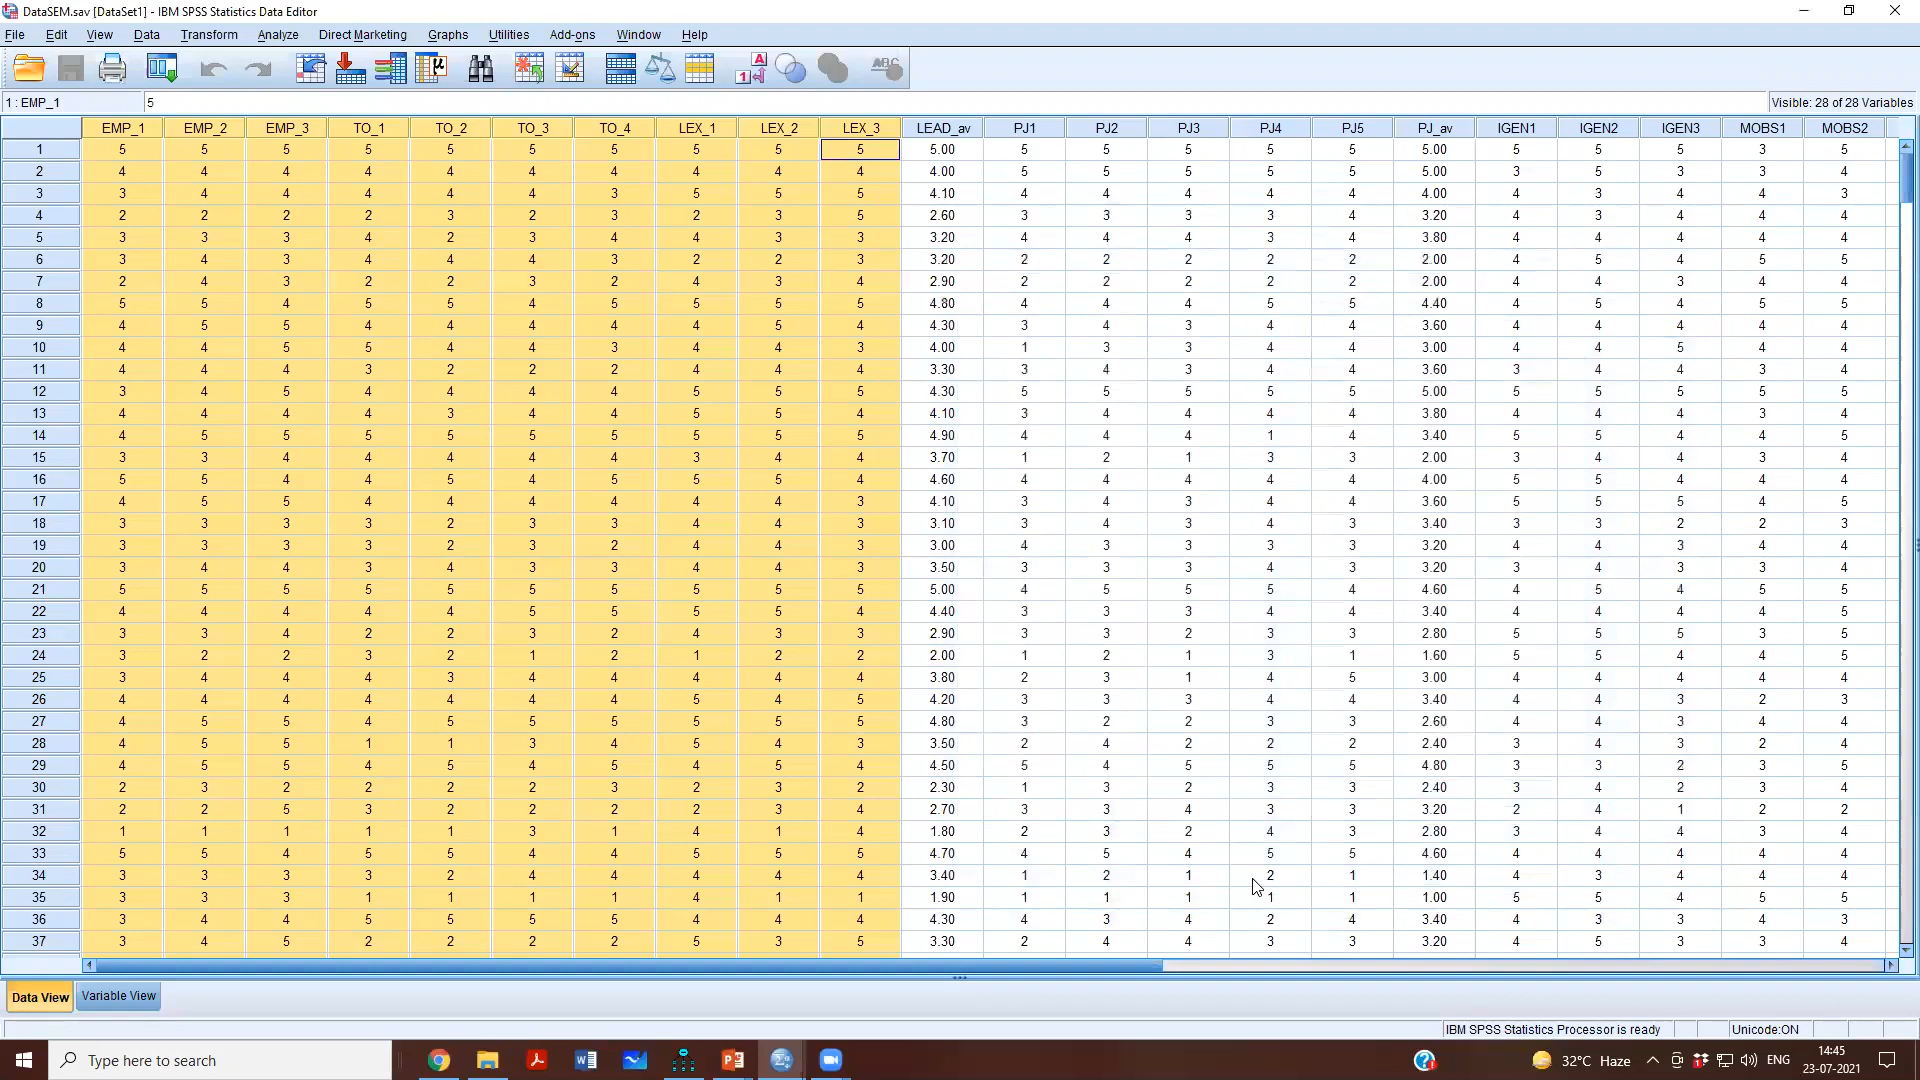 DataSEM.sav [DataSet1] - IBM SPSS Statistics Data Editor
File Edit View Data Transform Analyze Direct Marketing Graphs Utilities Add-ons Window Help
1 : EMP_1 5 Visible: 28 of 28 Variables
EMP_1 EMP_2 EMP_3 TO_1 TO_2 TO_3 TO_4 LEX_1 LEX_2 LEX_3 LEAD_av PJ1 PJ2 PJ3 PJ4 PJ5 PJ_av IGEN1 IGEN2 IGEN3 MOBS1 MOBS2
1 5 5 5 5 5 5 5 5 5 5 5.00 5 5 5 5 5 5.00 5 5 5 3 5
2 4 4 4 4 4 4 4 4 4 4 4.00 5 5 5 5 5 5.00 3 5 3 3 4
3 3 4 4 4 4 4 3 5 5 5 4.10 4 4 4 4 4 4.00 4 3 4 4 3
4 2 2 2 2 3 2 3 2 3 5 2.60 3 3 3 3 4 3.20 4 3 4 4 4
5 3 3 3 4 2 3 4 4 3 3 3.20 4 4 4 3 4 3.80 4 4 4 4 4
6 3 4 3 4 4 4 3 2 2 3 3.20 2 2 2 2 2 2.00 4 5 4 5 5
7 2 4 3 2 2 3 2 4 3 4 2.90 2 2 2 2 2 2.00 4 4 3 4 4
8 5 5 4 5 5 4 5 5 5 5 4.80 4 4 4 5 5 4.40 4 5 4 5 5
9 4 5 5 4 4 4 4 4 5 4 4.30 3 4 3 4 4 3.60 4 4 4 4 4
10 4 4 5 5 4 4 3 4 4 3 4.00 1 3 3 4 4 3.00 4 4 5 4 4
11 4 4 4 3 2 2 2 4 4 4 3.30 3 4 3 4 4 3.60 3 4 4 3 4
12 3 4 5 4 4 4 4 5 5 5 4.30 5 5 5 5 5 5.00 5 5 5 5 5
13 4 4 4 4 3 4 4 5 5 4 4.10 3 4 4 4 4 3.80 4 4 4 3 4
14 4 5 5 5 5 5 5 5 5 5 4.90 4 4 4 1 4 3.40 5 5 4 4 5
15 3 3 4 4 4 4 4 3 4 4 3.70 1 2 1 3 3 2.00 3 4 4 3 4
16 5 5 4 4 5 4 5 5 5 4 4.60 4 4 4 4 4 4.00 4 5 4 4 5
17 4 5 5 4 4 4 4 4 4 3 4.10 3 4 3 4 4 3.60 5 5 5 4 5
18 3 3 3 3 2 3 3 4 4 3 3.10 3 4 3 4 3 3.40 3 3 2 2 3
19 3 3 3 3 2 3 2 4 4 3 3.00 4 3 3 3 3 3.20 4 4 3 4 4
20 3 4 4 3 4 3 3 4 4 3 3.50 3 3 3 4 3 3.20 3 4 4 3 4
21 5 5 5 5 5 5 5 5 5 5 5.00 4 5 5 5 4 4.60 4 5 4 5 5
22 4 4 4 4 4 5 5 5 5 4 4.40 3 3 3 4 4 3.40 4 4 4 4 5
23 3 3 4 2 2 3 2 4 3 3 2.90 3 3 2 3 3 2.80 5 5 5 3 5
24 3 2 2 3 2 1 2 1 2 2 2.00 1 2 1 3 1 1.60 5 5 4 4 5
25 3 4 4 4 3 4 4 4 4 4 3.80 2 3 1 4 5 3.00 4 4 4 4 4
26 4 4 4 4 4 4 4 5 4 5 4.20 3 3 3 4 4 3.40 4 4 3 2 3
27 4 5 5 4 5 5 5 5 5 5 4.80 3 2 2 3 3 2.60 4 4 3 4 4
28 4 5 5 1 1 3 4 5 4 3 3.50 2 4 2 2 2 2.40 3 4 3 2 4
29 4 5 5 4 5 4 5 4 5 4 4.50 5 4 5 5 5 4.80 3 3 2 3 5
30 2 3 2 2 2 2 3 2 3 2 2.30 1 3 2 3 3 2.40 3 4 2 3 4
31 2 2 5 3 2 2 2 2 3 4 2.70 3 3 4 3 3 3.20 2 4 1 2 2
32 1 1 1 1 1 3 1 4 1 4 1.80 2 3 2 4 3 2.80 3 4 4 3 4
33 5 5 4 5 5 4 4 5 5 5 4.70 4 5 4 5 5 4.60 4 4 4 4 4
34 3 3 3 3 2 4 4 4 4 4 3.40 1 2 1 2 1 1.40 4 3 4 4 4
35 3 3 3 1 1 1 1 4 1 1 1.90 1 1 1 1 1 1.00 5 5 4 5 5
36 3 4 4 5 5 5 5 4 4 4 4.30 4 3 4 2 4 3.40 4 3 3 4 3
37 3 4 5 2 2 2 2 5 3 5 3.30 2 4 4 3 3 3.20 4 5 3 3 4
Data View Variable View
IBM SPSS Statistics Processor is ready Unicode:ON
Type here to search 32°C Haze ENG 14:45
23-07-2021